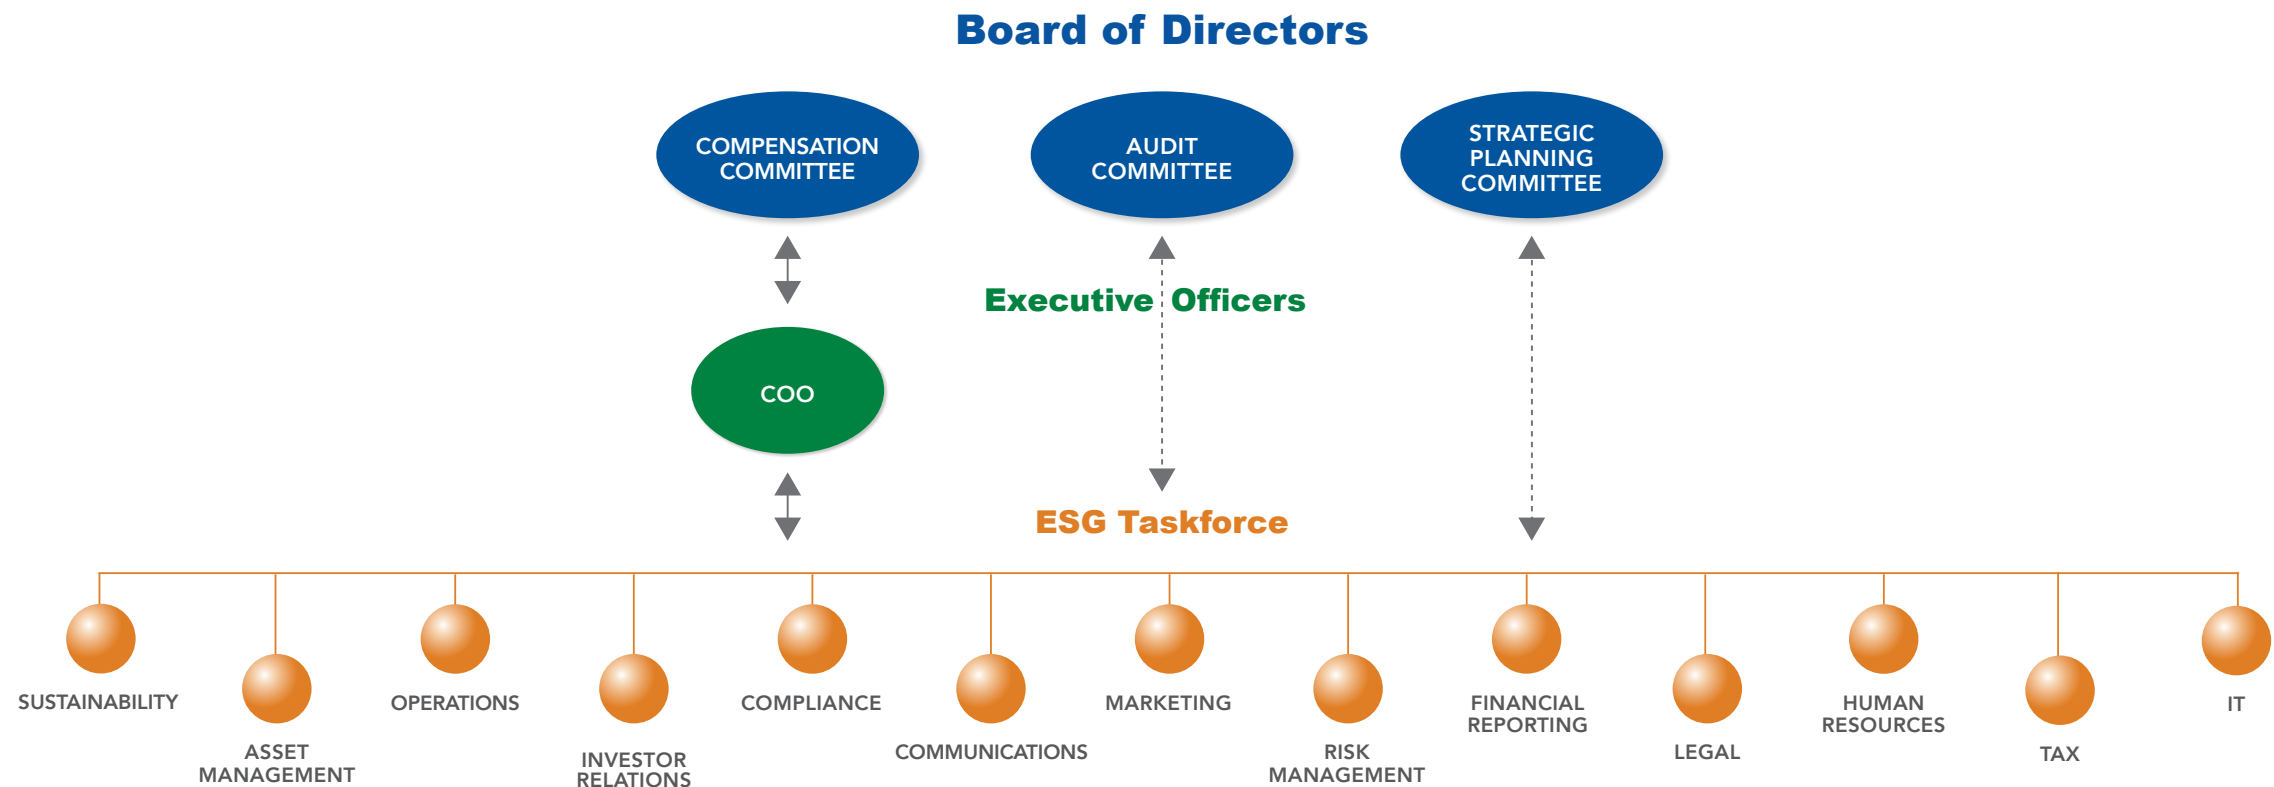 Board of Directors
COMPENSATION
COMMITTEE
AUDIT
COMMITTEE
STRATEGIC
PLANNING
COMMITTEE
Executive Officers
COO
ESG Taskforce
SUSTAINABILITY
ASSET
MANAGEMENT
OPERATIONS
INVESTOR
RELATIONS
COMPLIANCE
COMMUNICATIONS
MARKETING
RISK
MANAGEMENT
FINANCIAL
REPORTING
LEGAL
HUMAN
RESOURCES
TAX
IT